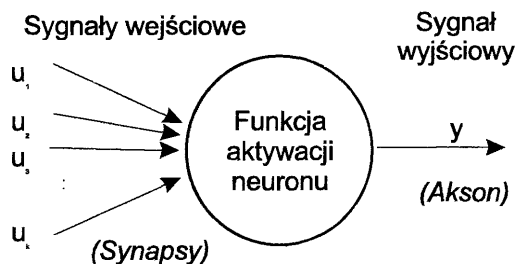 Sygnały wejściowe
Sygnał
wyjściowy
u₁
u₂
u₃
:
uₖ
(Synapsy)
Funkcja
aktywacji
neuronu
y
(Akson)